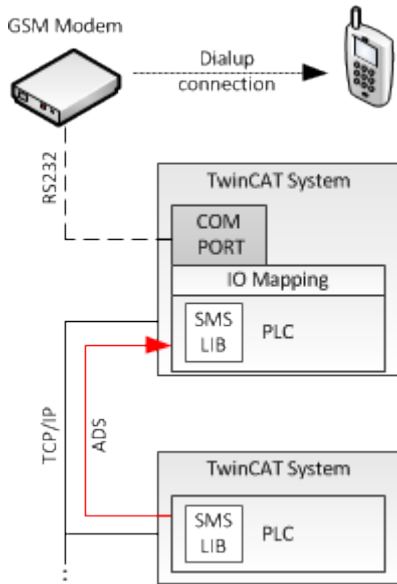 GSM Modem
Dialup
connection
RS232
TwinCAT System
COM
PORT
IO Mapping
SMS
LIB
PLC
TCP/IP
ADS
TwinCAT System
SMS
LIB
PLC
...